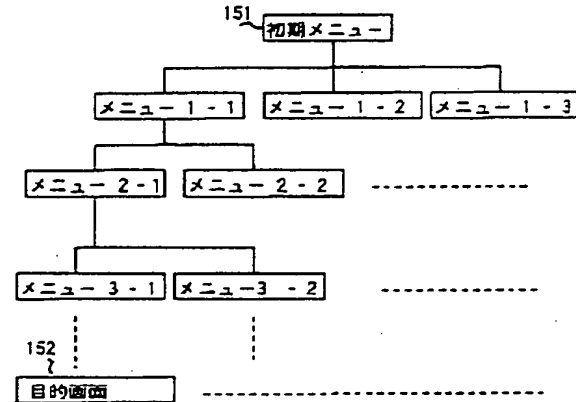 151
初期メニュー
メニュー 1 - 1
メニュー 1 - 2
メニュー 1 - 3
メニュー 2 - 1
メニュー 2 - 2
メニュー 3 - 1
メニュー3 - 2
152
目的画面